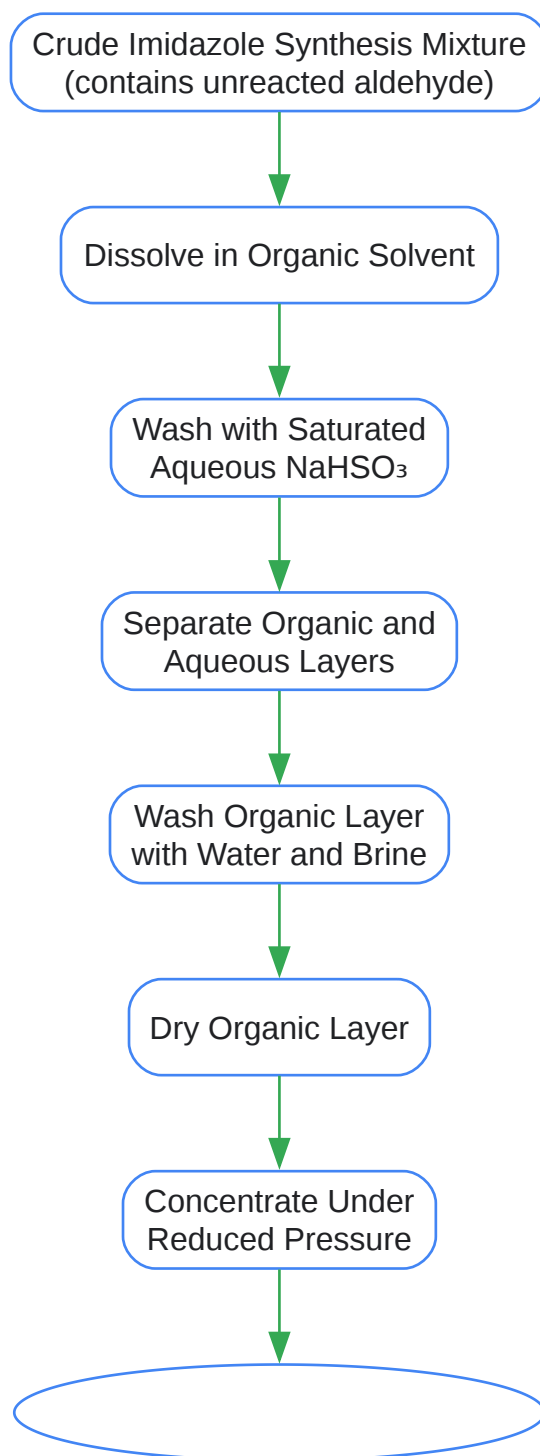 Crude Imidazole Synthesis Mixture
(contains unreacted aldehyde)
Dissolve in Organic Solvent
Wash with Saturated
Aqueous NaHSO₃
Separate Organic and
Aqueous Layers
Wash Organic Layer
with Water and Brine
Dry Organic Layer
Concentrate Under
Reduced Pressure